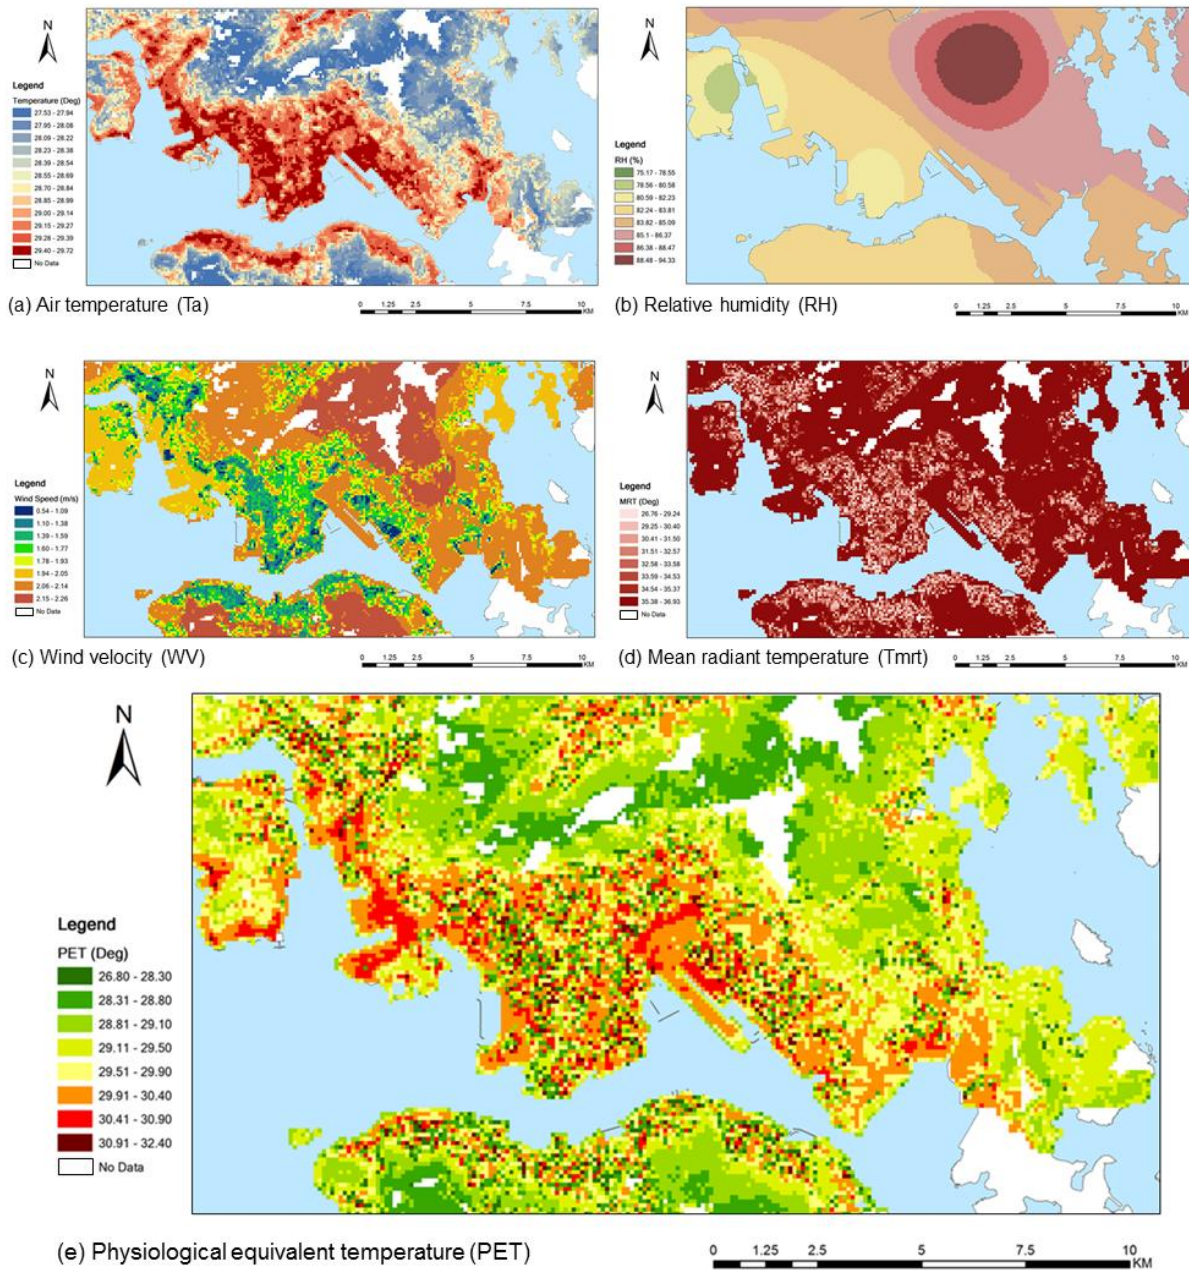 N
Legend
Temperature (Deg)
27.53 - 27.94
27.95 - 28.08
28.09 - 28.22
28.23 - 28.38
28.39 - 28.54
28.55 - 28.69
28.70 - 28.84
28.85 - 28.99
29.00 - 29.14
29.15 - 29.27
29.28 - 29.39
29.40 - 29.72
No Data
(a) Air temperature (Ta)
0 1.25 2.5 5 7.5 10
KM
N
Legend
RH (%)
75.17 - 78.55
78.56 - 80.58
80.59 - 82.23
82.24 - 83.81
83.82 - 85.09
85.1 - 86.37
86.38 - 88.47
88.48 - 94.33
(b) Relative humidity (RH)
0 1.25 2.5 5 7.5 10
KM
N
Legend
Wind Speed (m/s)
0.54 - 1.09
1.10 - 1.38
1.39 - 1.59
1.60 - 1.77
1.78 - 1.93
1.94 - 2.05
2.06 - 2.14
2.15 - 2.26
No Data
(c) Wind velocity (WV)
0 1.25 2.5 5 7.5 10
KM
N
Legend
MRT (Deg)
26.76 - 29.24
29.25 - 30.40
30.41 - 31.50
31.51 - 32.57
32.58 - 33.58
33.59 - 34.53
34.54 - 35.37
35.38 - 36.93
No Data
(d) Mean radiant temperature (Tmrt)
0 1.25 2.5 5 7.5 10
KM
N
Legend
PET (Deg)
26.80 - 28.30
28.31 - 28.80
28.81 - 29.10
29.11 - 29.50
29.51 - 29.90
29.91 - 30.40
30.41 - 30.90
30.91 - 32.40
No Data
(e) Physiological equivalent temperature (PET)
0 1.25 2.5 5 7.5 10
KM